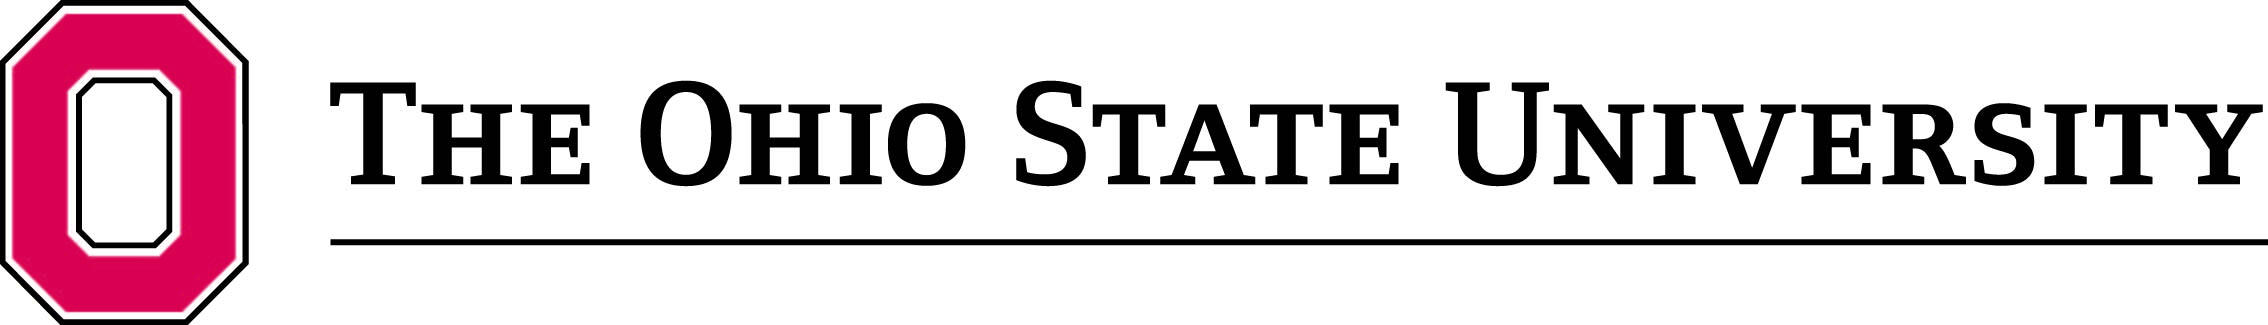 O
THE OHIO STATE UNIVERSITY